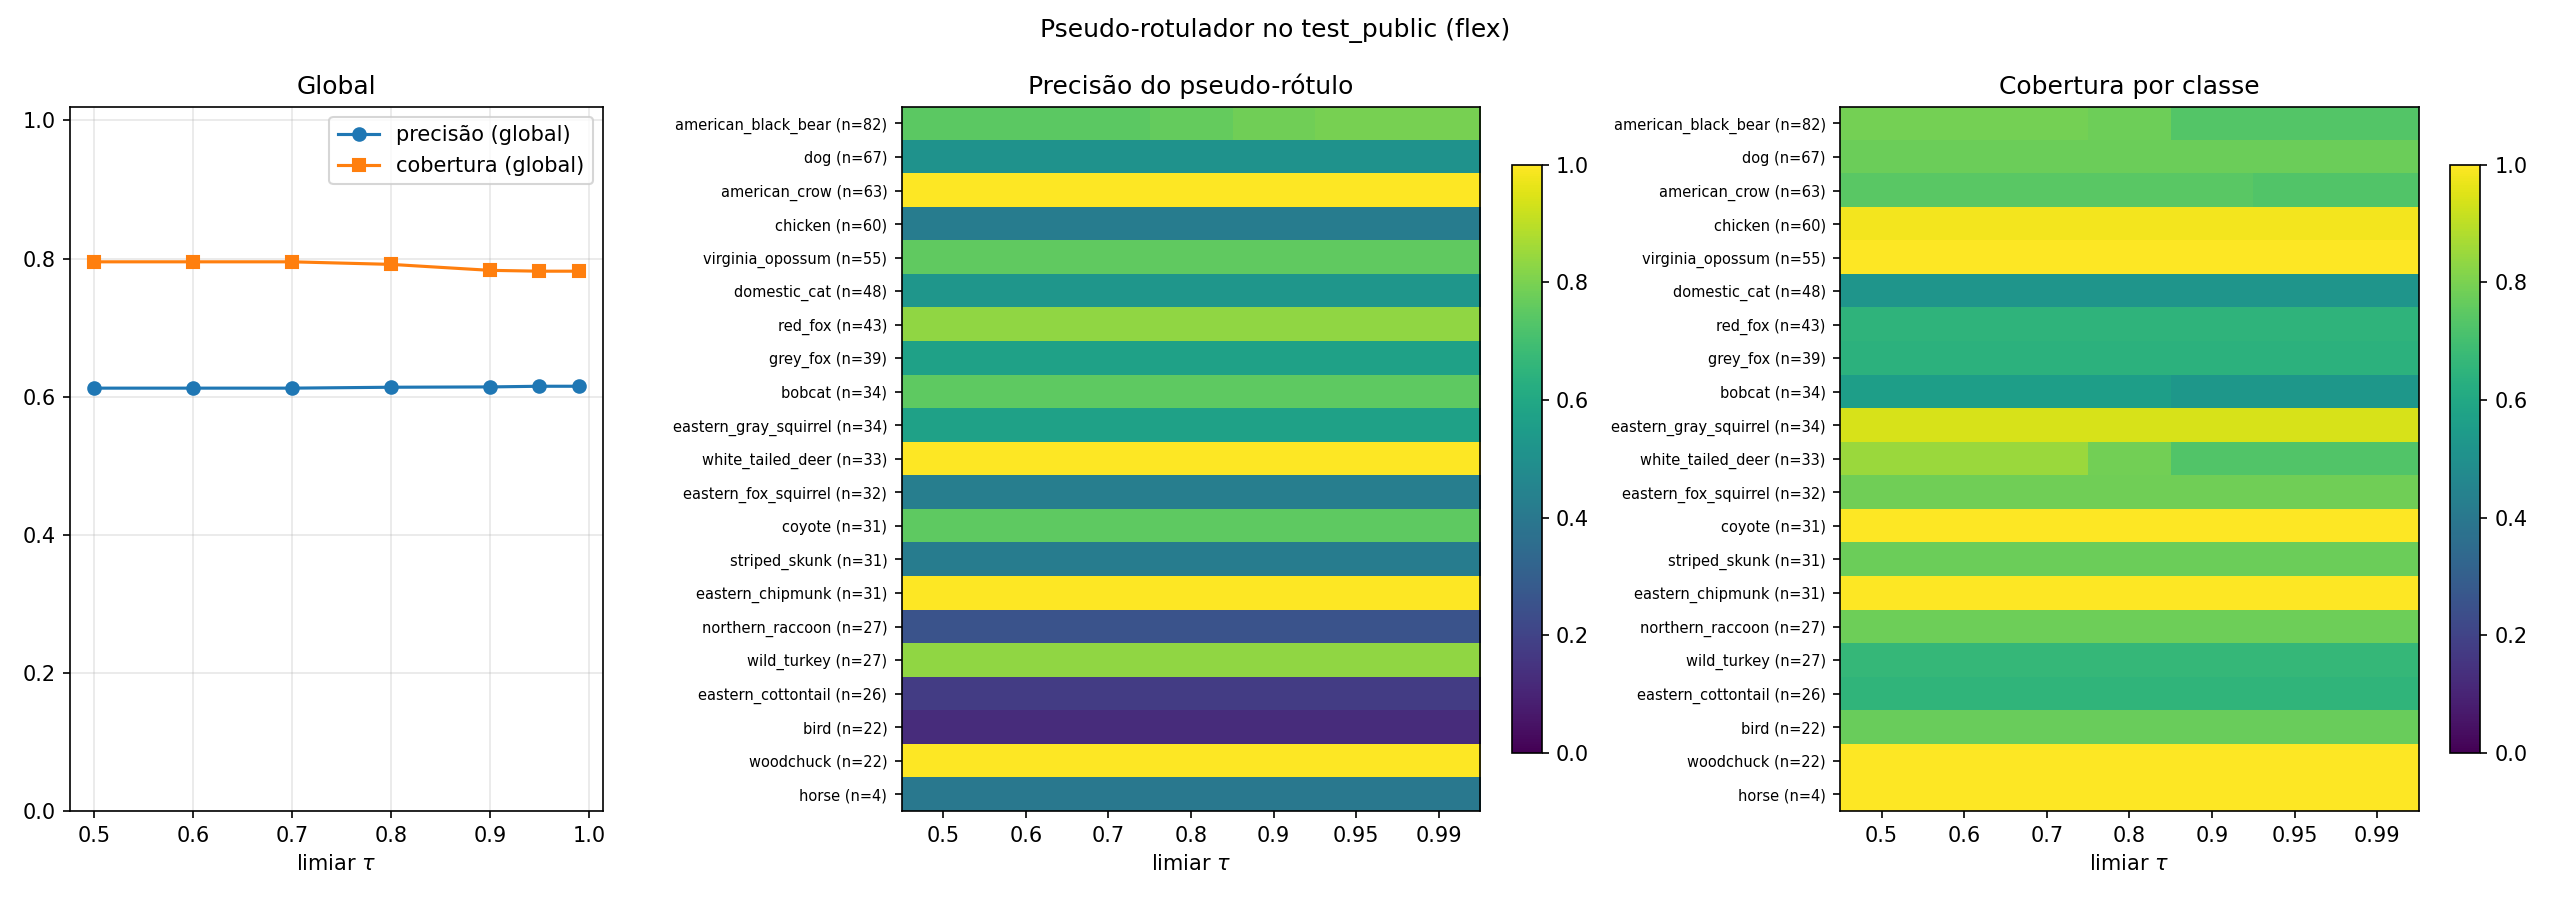 Pseudo-rotulador no test_public (flex)
Global
1.0
0.8
0.6
0.4
0.2
0.0
precisão (global)
cobertura (global)
0.5 0.6 0.7 0.8 0.9 1.0
limiar τ
Precisão do pseudo-rótulo
american_black_bear (n=82)
dog (n=67)
american_crow (n=63)
chicken (n=60)
virginia_opossum (n=55)
domestic_cat (n=48)
red_fox (n=43)
grey_fox (n=39)
bobcat (n=34)
eastern_gray_squirrel (n=34)
white_tailed_deer (n=33)
eastern_fox_squirrel (n=32)
coyote (n=31)
striped_skunk (n=31)
eastern_chipmunk (n=31)
northern_raccoon (n=27)
wild_turkey (n=27)
eastern_cottontail (n=26)
bird (n=22)
woodchuck (n=22)
horse (n=4)
0.5 0.6 0.7 0.8 0.9 0.95 0.99
limiar τ
1.0
0.8
0.6
0.4
0.2
0.0
Cobertura por classe
american_black_bear (n=82)
dog (n=67)
american_crow (n=63)
chicken (n=60)
virginia_opossum (n=55)
domestic_cat (n=48)
red_fox (n=43)
grey_fox (n=39)
bobcat (n=34)
eastern_gray_squirrel (n=34)
white_tailed_deer (n=33)
eastern_fox_squirrel (n=32)
coyote (n=31)
striped_skunk (n=31)
eastern_chipmunk (n=31)
northern_raccoon (n=27)
wild_turkey (n=27)
eastern_cottontail (n=26)
bird (n=22)
woodchuck (n=22)
horse (n=4)
0.5 0.6 0.7 0.8 0.9 0.95 0.99
limiar τ
1.0
0.8
0.6
0.4
0.2
0.0